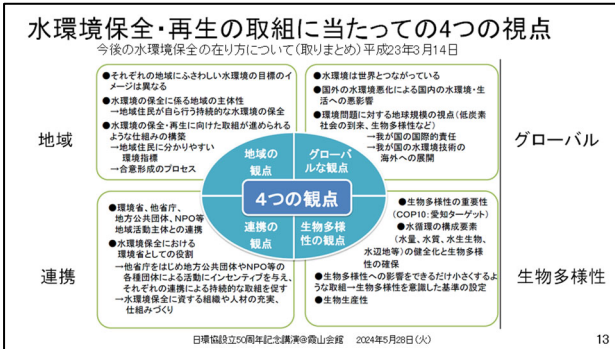 水環境保全・再生の取組に当たっての4つの視点
今後の水環境保全の在り方について(取りまとめ)平成23年3月14日
地域
●それぞれの地域にふさわしい水環境の目標のイ
メージは異なる
●水環境の保全に係る地域の主体性
→地域住民が自ら行う持続的な水環境の保全
●水環境の保全・再生に向けた取組が進められる
ような仕組みの構築
→地域住民に分かりやすい
環境指標
→合意形成のプロセス
●水環境は世界とつながっている
●国外の水環境悪化による国内の水環境・生
活への悪影響
●環境問題に対する地球規模の視点(低炭素
社会の到来、生物多様性など)
→我が国の国際的責任
→我が国の水環境技術の
海外への展開
グローバル
地域の
観点
グローバ
ルな観点
4つの観点
連携の
観点
生物多様
性の観点
連携
●環境省、他省庁、
地方公共団体、NPO等
地域活動主体との連携
●水環境保全における
環境省としての役割
→他省庁をはじめ地方公共団体やNPO等の
各種団体による活動にインセンティブを与え、
それぞれの連携による持続的な取組を促す
→水環境保全に資する組織や人材の充実、
仕組みづくり
●生物多様性の重要性
(COP10:愛知ターゲット)
●水循環の構成要素
(水量、水質、水生生物、
水辺地等)の健全化と生物多様
性の確保
●生物多様性への影響をできるだけ小さくするよう
な取組→生物多様性を意識した基準の設定
●生物生産性
生物多様性
日環協設立50周年記念講演@霞山会館 2024年5月28日(火)
13